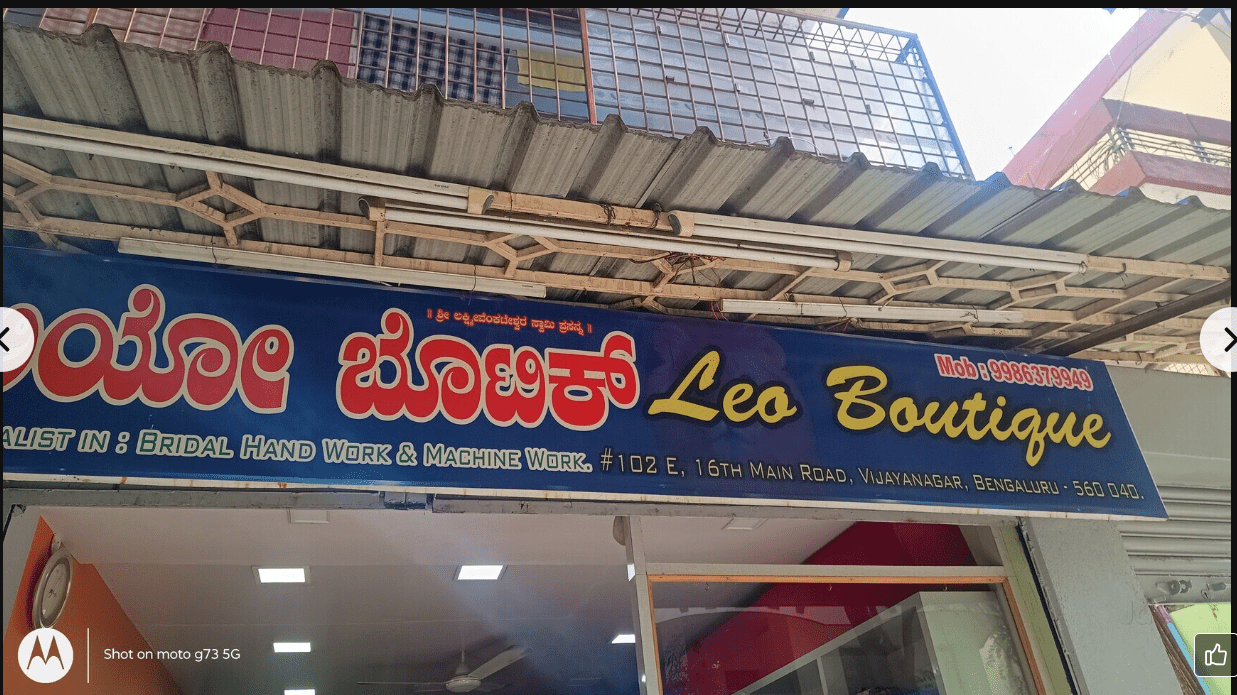 ॥ ಶ್ರೀ ಲಕ್ಷ್ಮೀವೆಂಕಟೇಶ್ವರ ಸ್ವಾಮಿ ಪ್ರಸನ್ನ ॥
Mob : 9986379949
ಲಿಯೋ ಬೊಟಿಕ್ Leo Boutique
ALIST IN : BRIDAL HAND WORK & MACHINE WORK. #102 E, 16TH MAIN ROAD, VIJAYANAGAR, BENGALURU - 560 040.
Shot on moto g73 5G